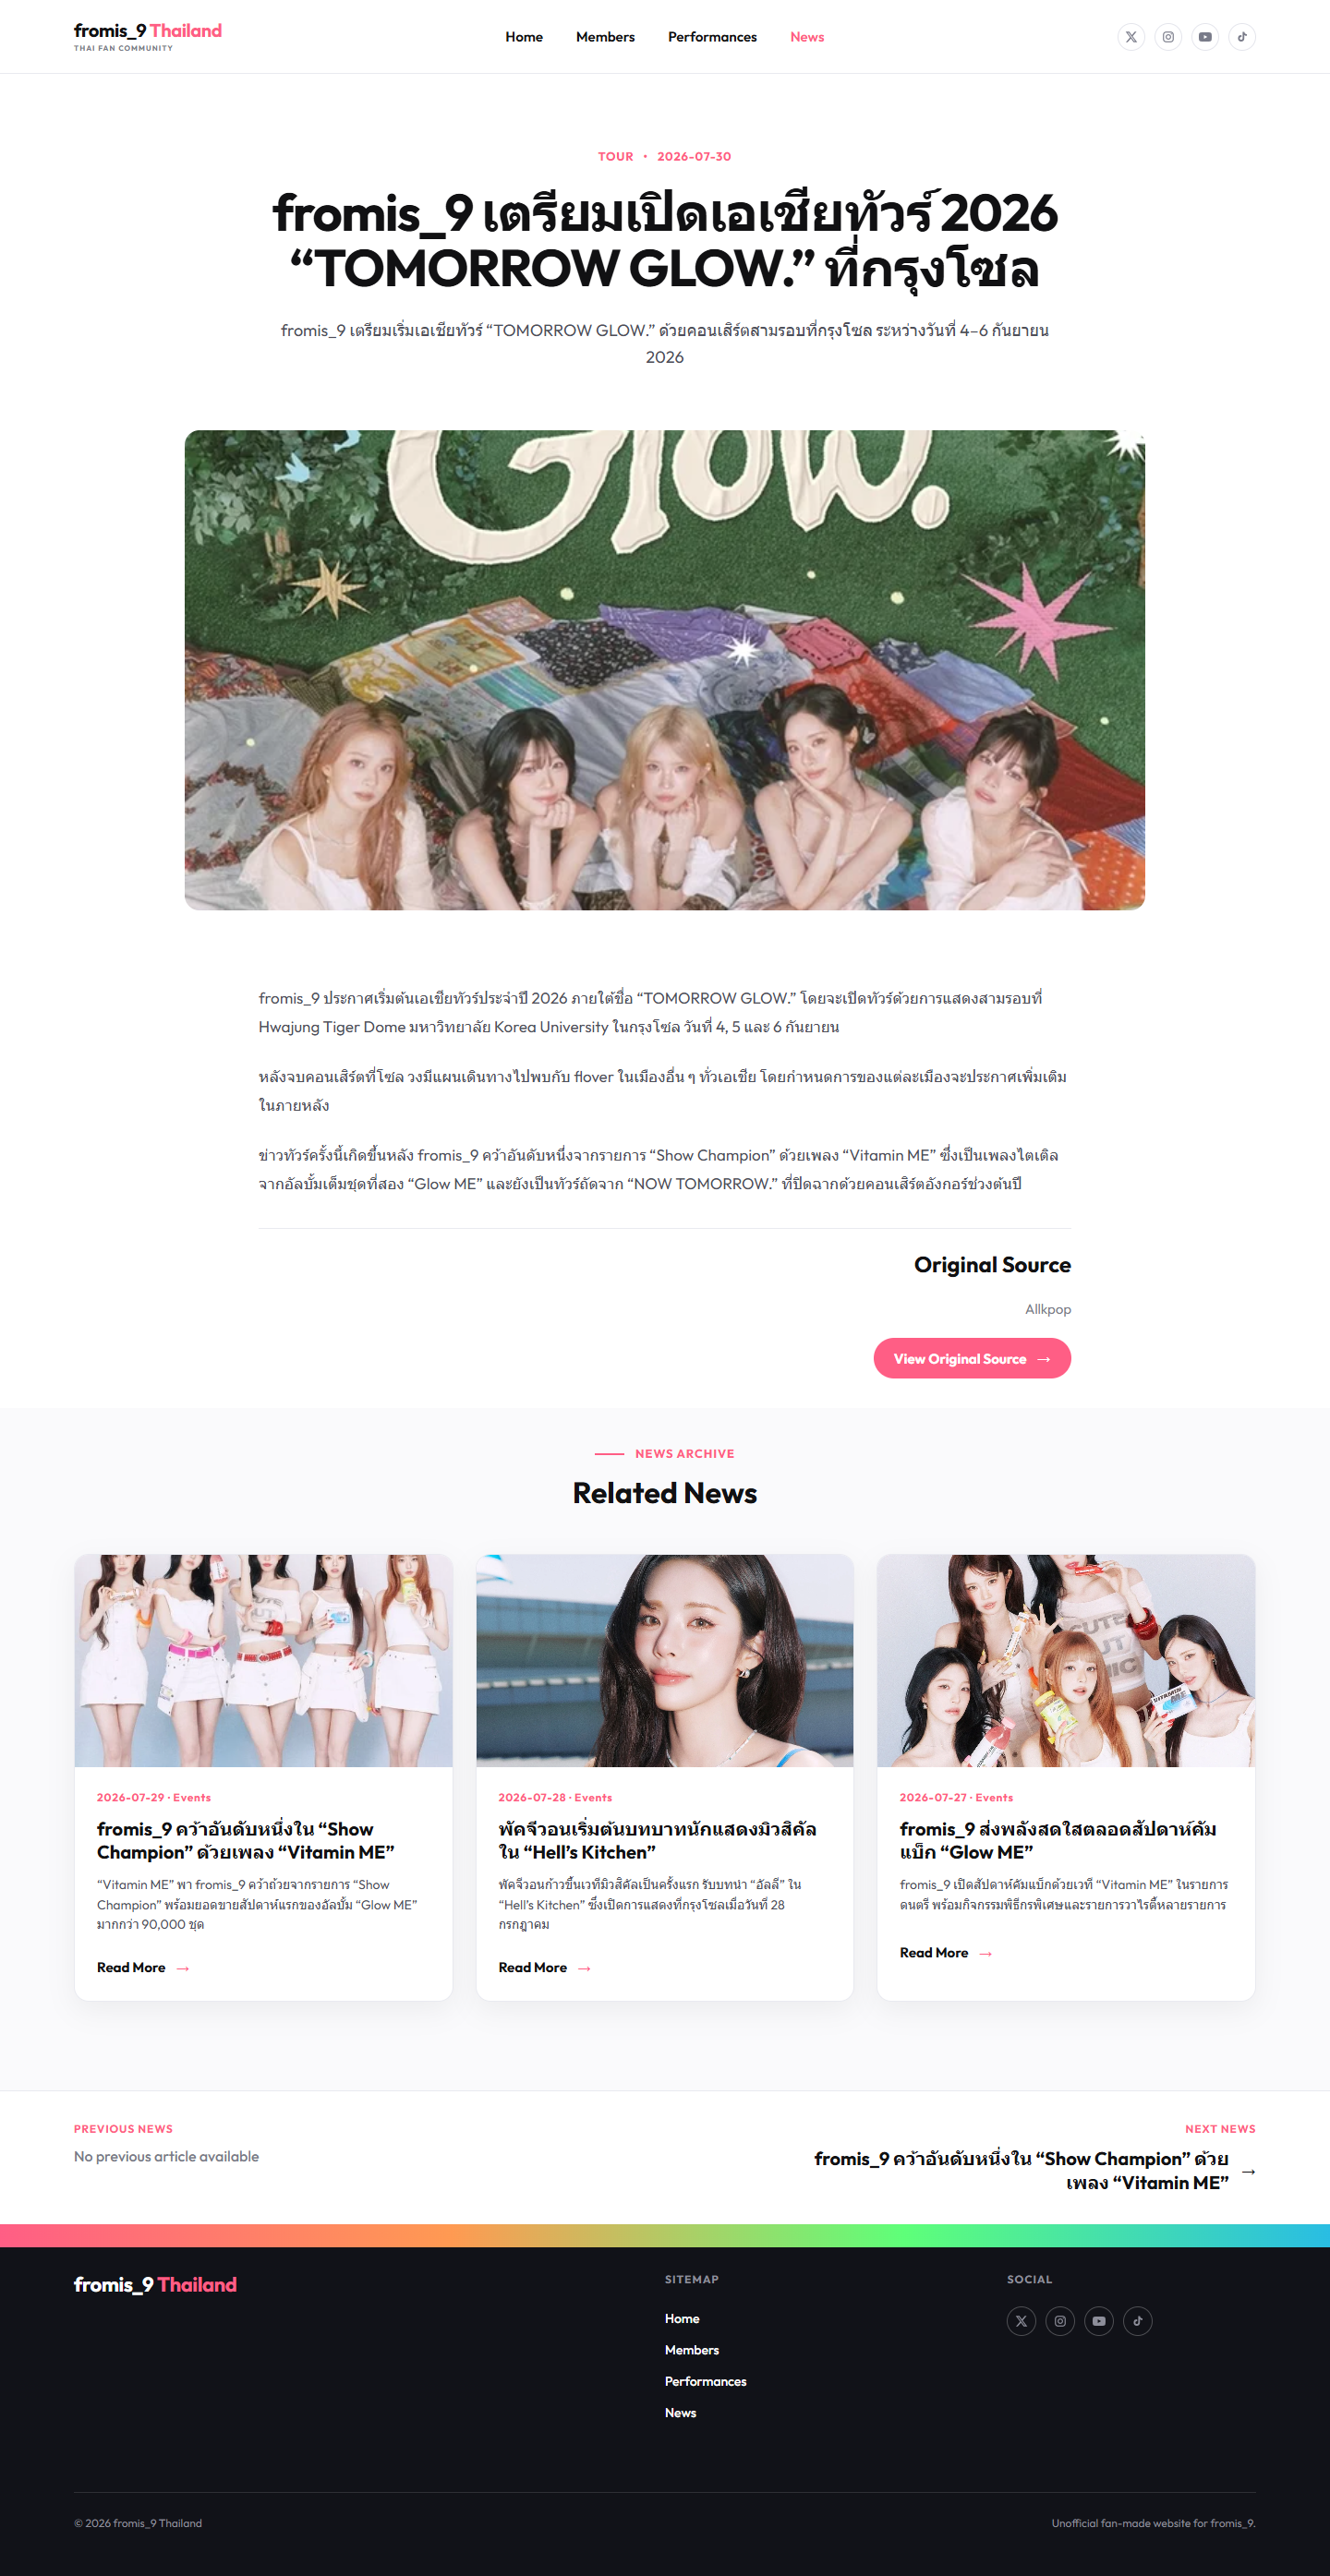 fromis_9 Thailand
THAI FAN COMMUNITY
Home
Members
Performances
News
TOUR • 2026-07-30
fromis_9 เตรียมเปิดเอเชียทัวร์ 2026
“TOMORROW GLOW.” ที่กรุงโซล
fromis_9 เตรียมเริ่มเอเชียทัวร์ “TOMORROW GLOW.” ด้วยคอนเสิร์ตสามรอบที่กรุงโซล ระหว่างวันที่ 4–6 กันยายน
2026
Glow.
fromis_9 ประกาศเริ่มต้นเอเชียทัวร์ประจำปี 2026 ภายใต้ชื่อ “TOMORROW GLOW.” โดยจะเปิดทัวร์ด้วยการแสดงสามรอบที่
Hwajung Tiger Dome มหาวิทยาลัย Korea University ในกรุงโซล วันที่ 4, 5 และ 6 กันยายน
หลังจบคอนเสิร์ตที่โซล วงมีแผนเดินทางไปพบกับ flover ในเมืองอื่น ๆ ทั่วเอเชีย โดยกำหนดการของแต่ละเมืองจะประกาศเพิ่มเติม
ในภายหลัง
ข่าวทัวร์ครั้งนี้เกิดขึ้นหลัง fromis_9 คว้าอันดับหนึ่งจากรายการ “Show Champion” ด้วยเพลง “Vitamin ME” ซึ่งเป็นเพลงไตเติล
จากอัลบั้มเต็มชุดที่สอง “Glow ME” และยังเป็นทัวร์ถัดจาก “NOW TOMORROW.” ที่ปิดฉากด้วยคอนเสิร์ตอังกอร์ช่วงต้นปี
Original Source
Allkpop
View Original Source →
NEWS ARCHIVE
Related News
2026-07-29 · Events
fromis_9 คว้าอันดับหนึ่งใน “Show
Champion” ด้วยเพลง “Vitamin ME”
“Vitamin ME” พา fromis_9 คว้าถ้วยจากรายการ “Show
Champion” พร้อมยอดขายสัปดาห์แรกของอัลบั้ม “Glow ME”
มากกว่า 90,000 ชุด
Read More →
2026-07-28 · Events
พัคจีวอนเริ่มต้นบทบาทนักแสดงมิวสิคัล
ใน “Hell’s Kitchen”
พัคจีวอนก้าวขึ้นเวทีมิวสิคัลเป็นครั้งแรก รับบทนำ “อัลลี” ใน
“Hell’s Kitchen” ซึ่งเปิดการแสดงที่กรุงโซลเมื่อวันที่ 28
กรกฎาคม
Read More →
2026-07-27 · Events
fromis_9 ส่งพลังสดใสตลอดสัปดาห์คัม
แบ็ก “Glow ME”
fromis_9 เปิดสัปดาห์คัมแบ็กด้วยเวที “Vitamin ME” ในรายการ
ดนตรี พร้อมกิจกรรมพิธีกรพิเศษและรายการวาไรตี้หลายรายการ
Read More →
PREVIOUS NEWS
No previous article available
NEXT NEWS
fromis_9 คว้าอันดับหนึ่งใน “Show Champion” ด้วย
เพลง “Vitamin ME” →
fromis_9 Thailand
SITEMAP
Home
Members
Performances
News
SOCIAL
© 2026 fromis_9 Thailand
Unofficial fan-made website for fromis_9.